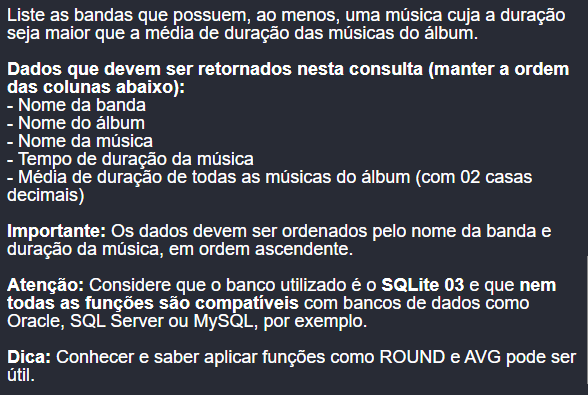 Liste as bandas que possuem, ao menos, uma música cuja a duração
seja maior que a média de duração das músicas do álbum.
Dados que devem ser retornados nesta consulta (manter a ordem
das colunas abaixo):
- Nome da banda
- Nome do álbum
- Nome da música
- Tempo de duração da música
- Média de duração de todas as músicas do álbum (com 02 casas
decimais)
Importante: Os dados devem ser ordenados pelo nome da banda e
duração da música, em ordem ascendente.
Atenção: Considere que o banco utilizado é o SQLite 03 e que nem
todas as funções são compatíveis com bancos de dados como
Oracle, SQL Server ou MySQL, por exemplo.
Dica: Conhecer e saber aplicar funções como ROUND e AVG pode ser
útil.